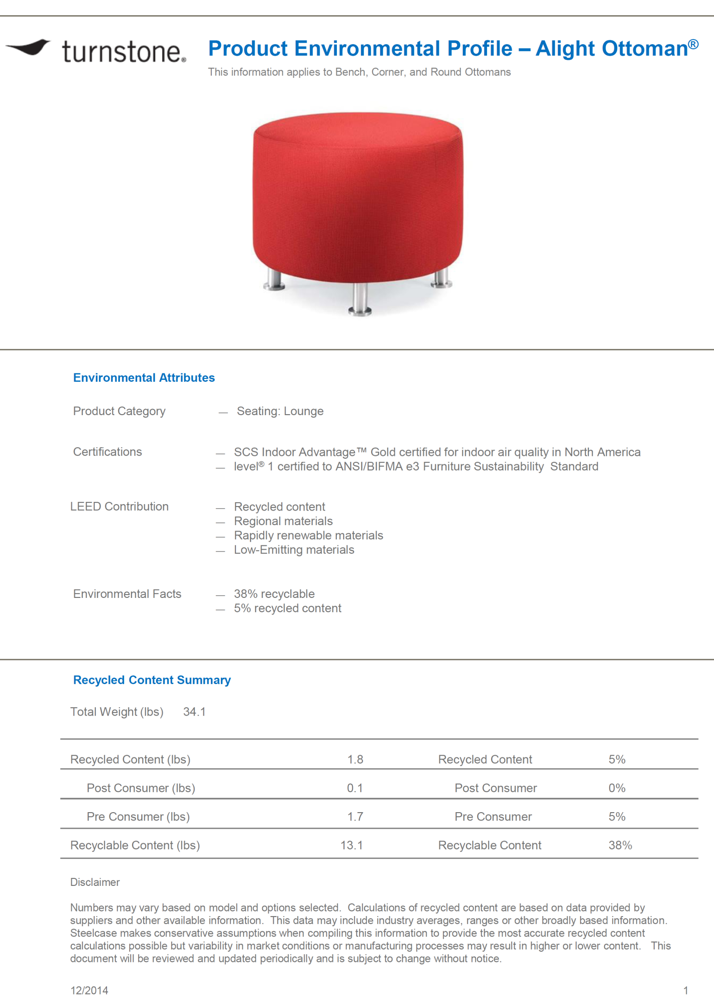 turnstone®
Product Environmental Profile – Alight Ottoman®
This information applies to Bench, Corner, and Round Ottomans
Environmental Attributes
Product Category — Seating: Lounge
Certifications — SCS Indoor Advantage™ Gold certified for indoor air quality in North America
— level® 1 certified to ANSI/BIFMA e3 Furniture Sustainability Standard
LEED Contribution — Recycled content
— Regional materials
— Rapidly renewable materials
— Low-Emitting materials
Environmental Facts — 38% recyclable
— 5% recycled content
Recycled Content Summary
Total Weight (lbs) 34.1
Recycled Content (lbs) 1.8 Recycled Content 5%
Post Consumer (lbs) 0.1 Post Consumer 0%
Pre Consumer (lbs) 1.7 Pre Consumer 5%
Recyclable Content (lbs) 13.1 Recyclable Content 38%
Disclaimer
Numbers may vary based on model and options selected. Calculations of recycled content are based on data provided by
suppliers and other available information. This data may include industry averages, ranges or other broadly based information.
Steelcase makes conservative assumptions when compiling this information to provide the most accurate recycled content
calculations possible but variability in market conditions or manufacturing processes may result in higher or lower content. This
document will be reviewed and updated periodically and is subject to change without notice.
12/2014 1